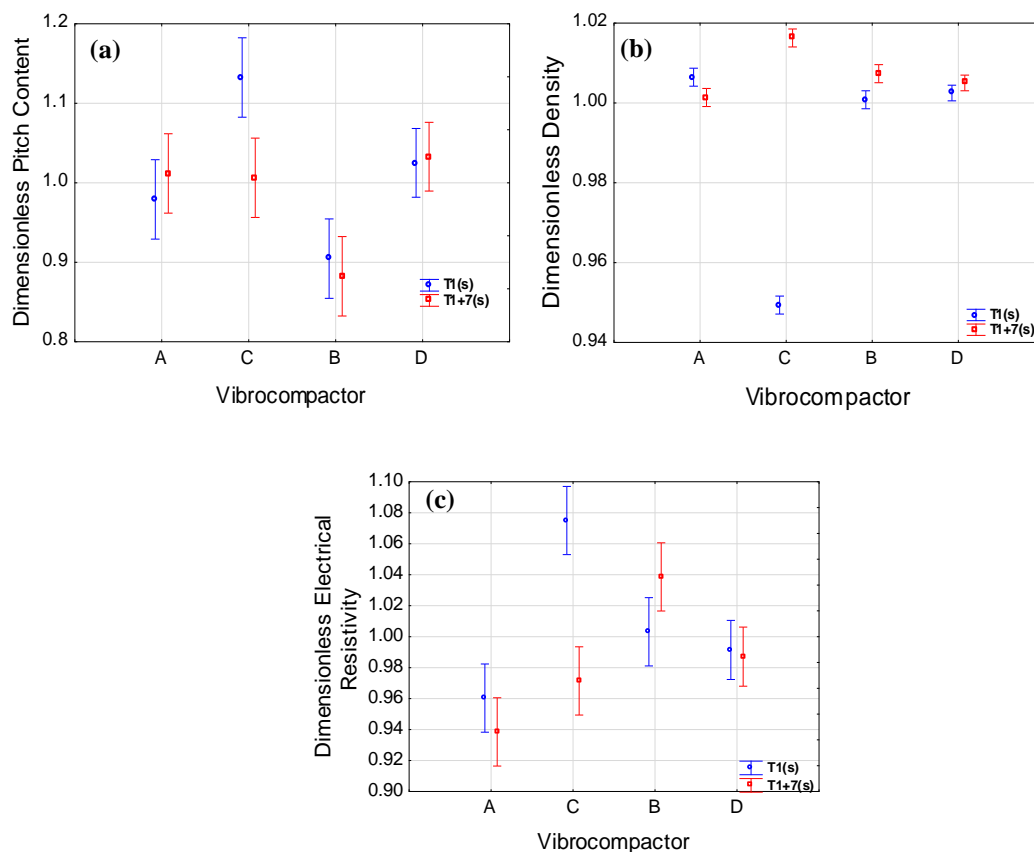 (a)
Dimensionless Pitch Content
1.2
1.1
1.0
0.9
0.8
A C B D
Vibrocompactor
T1(s)
T1+7(s)
(b)
Dimensionless Density
1.02
1.00
0.98
0.96
0.94
A C B D
Vibrocompactor
T1(s)
T1+7(s)
(c)
Dimensionless Electrical
Resistivity
1.10
1.08
1.06
1.04
1.02
1.00
0.98
0.96
0.94
0.92
0.90
A C B D
Vibrocompactor
T1(s)
T1+7(s)